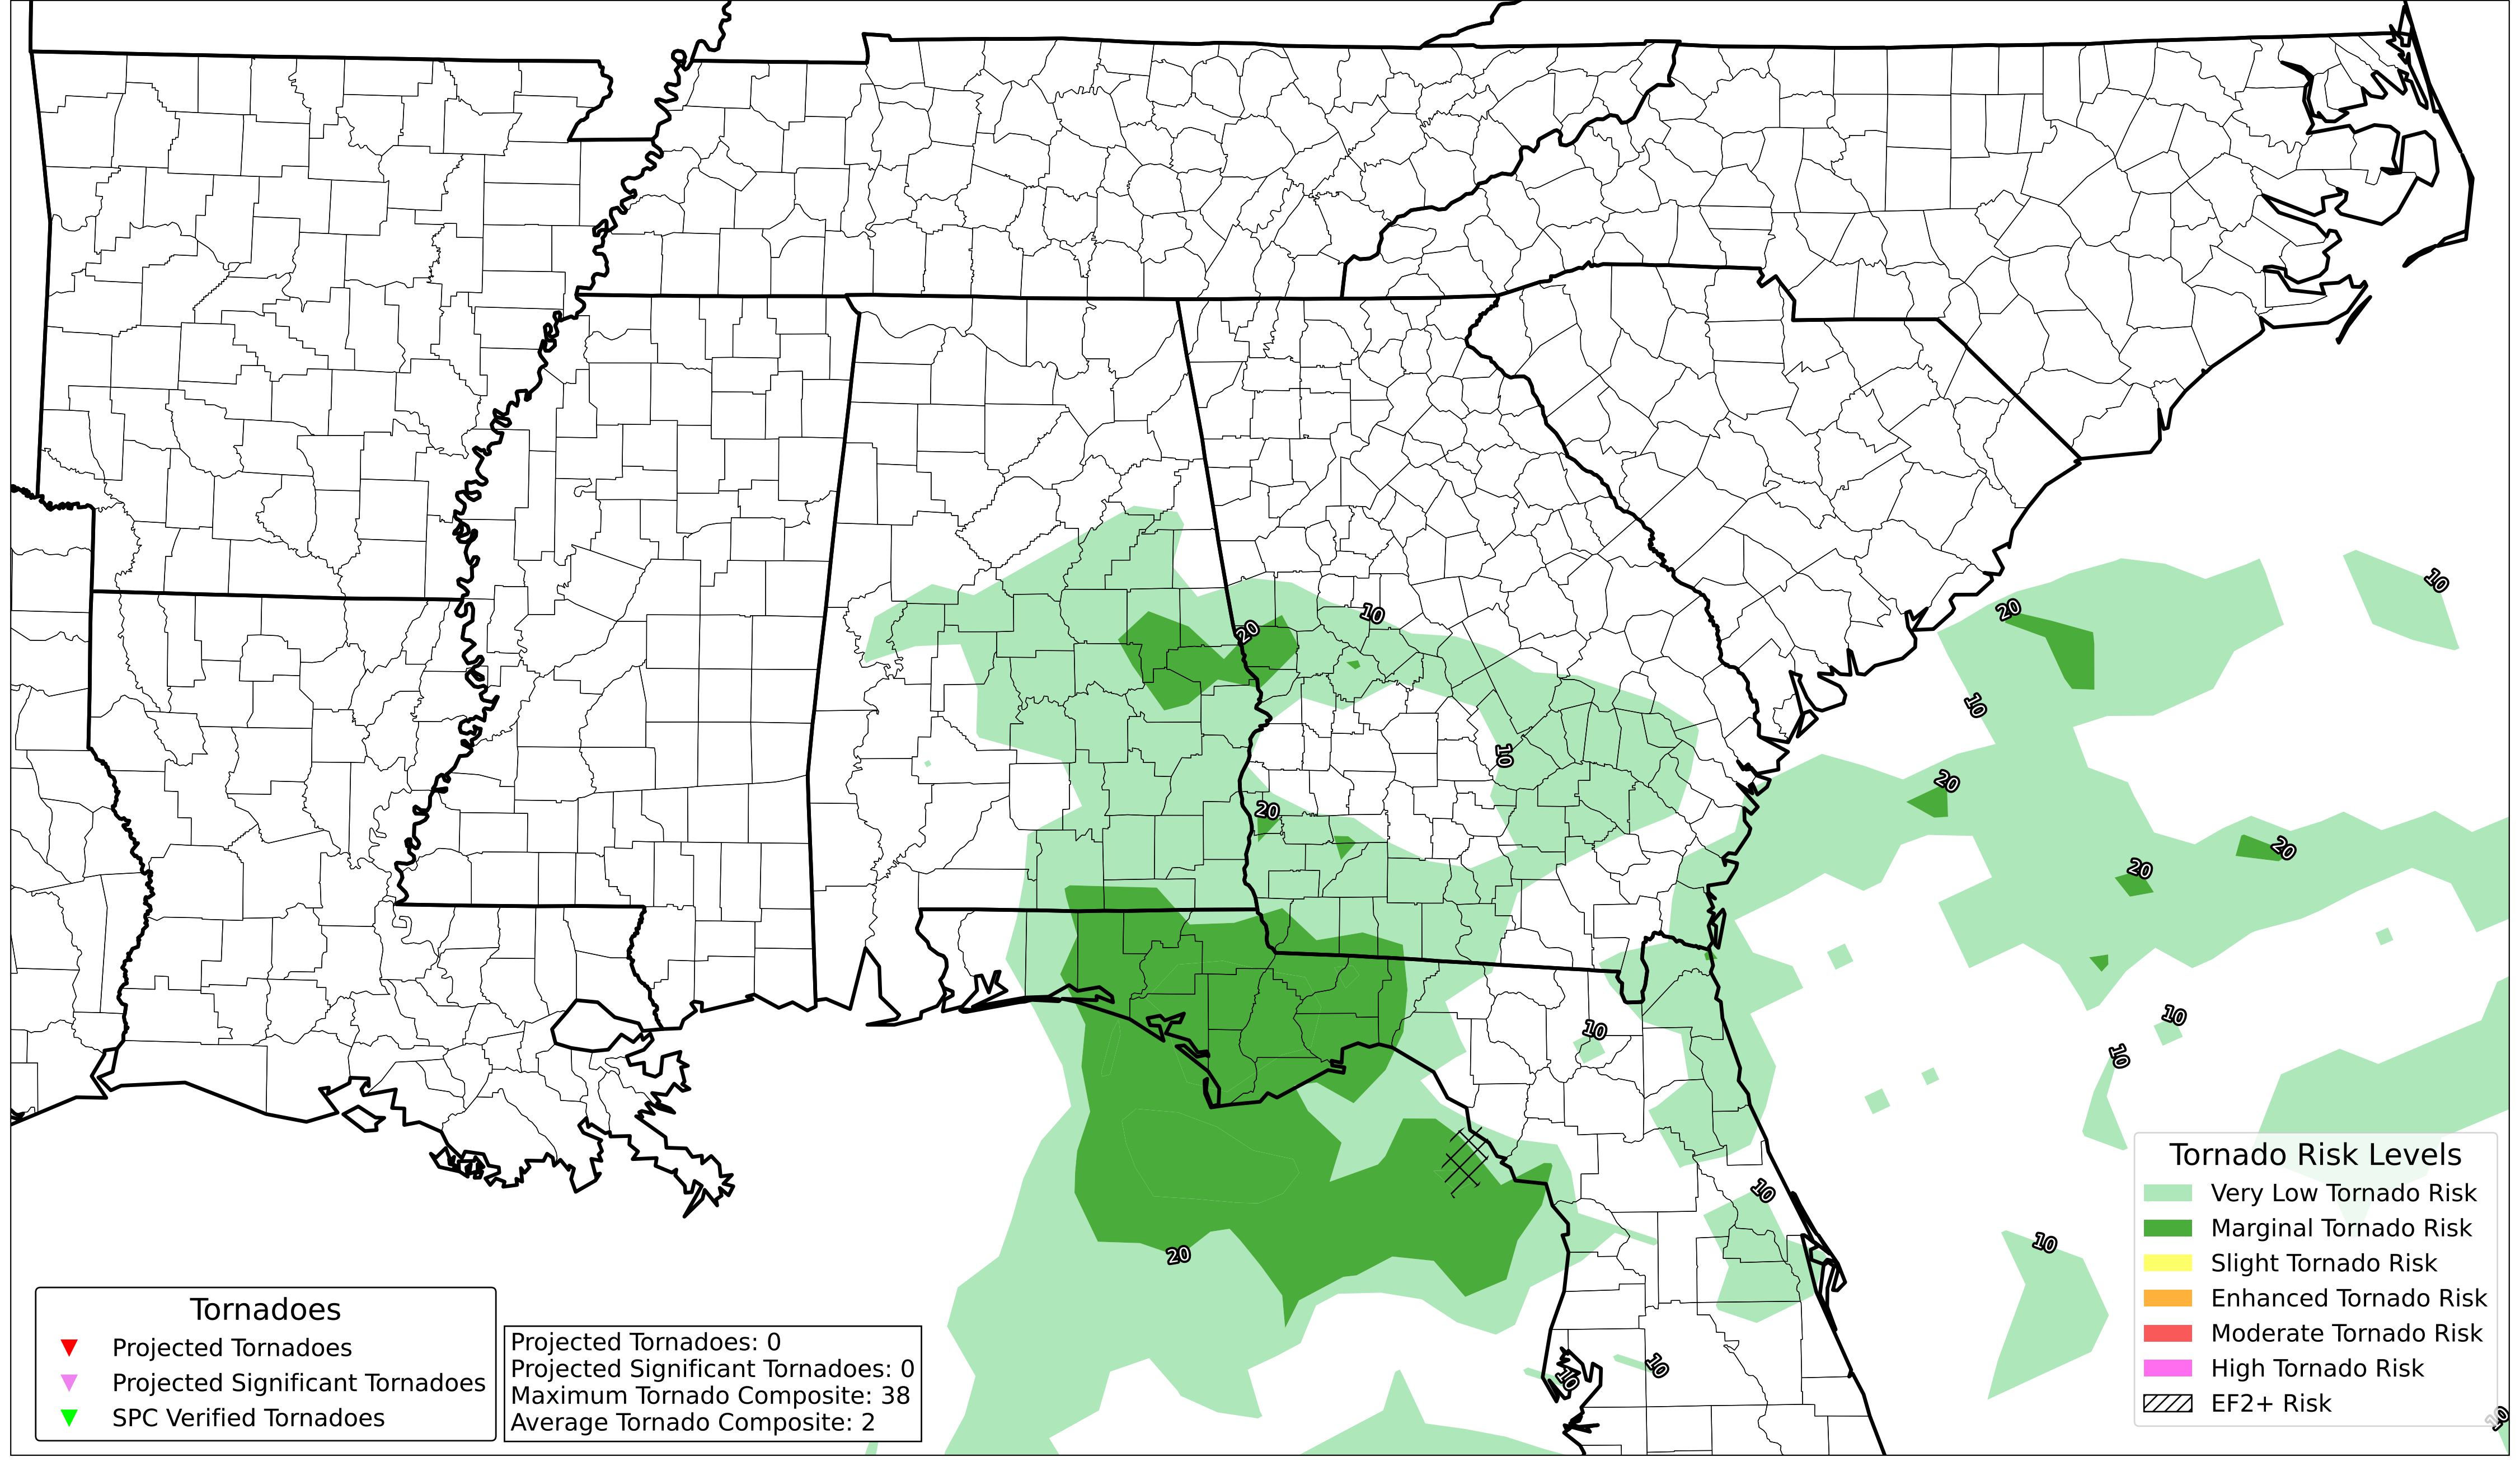 10
20
10
20
10
10
20
20
20
20
10
10
10
10
20
10
10
10
10
Tornado Risk Levels
Very Low Tornado Risk
Marginal Tornado Risk
Slight Tornado Risk
Enhanced Tornado Risk
Moderate Tornado Risk
High Tornado Risk
EF2+ Risk
Tornadoes
Projected Tornadoes
Projected Significant Tornadoes
SPC Verified Tornadoes
Projected Tornadoes: 0
Projected Significant Tornadoes: 0
Maximum Tornado Composite: 38
Average Tornado Composite: 2